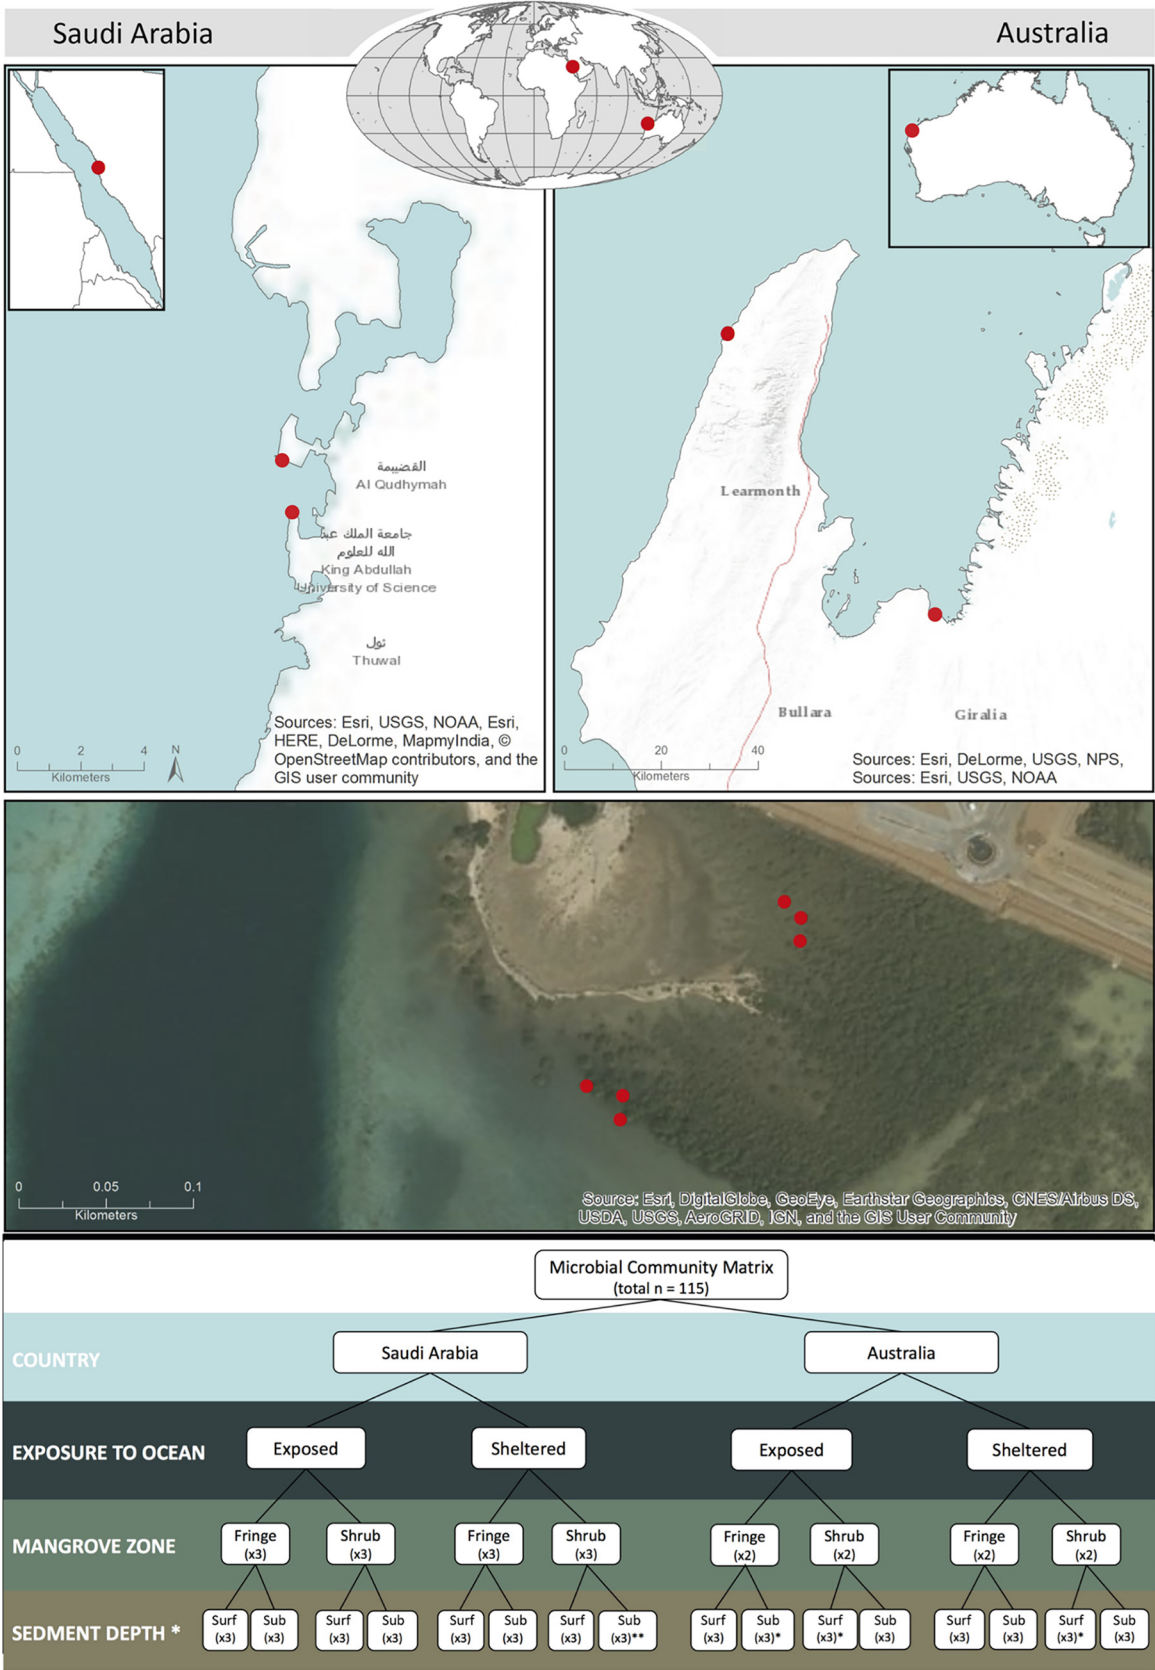 Saudi Arabia
Australia
القضيمة
Al Qudhymah
جامعة الملك عبد
الله للعلوم
King Abdullah
University of Science
ثول
Thuwal
Sources: Esri, USGS, NOAA, Esri,
HERE, DeLorme, MapmyIndia, ©
OpenStreetMap contributors, and the
GIS user community
0 2 4 N
Kilometers
Learmonth
Bullara
Giralia
0 20 40
Kilometers
Sources: Esri, DeLorme, USGS, NPS,
Sources: Esri, USGS, NOAA
0 0.05 0.1
Kilometers
Source: Esri, DigitalGlobe, GeoEye, Earthstar Geographics, CNES/Airbus DS,
USDA, USGS, AeroGRID, IGN, and the GIS User Community
Microbial Community Matrix
(total n = 115)
COUNTRY
Saudi Arabia
Australia
EXPOSURE TO OCEAN
Exposed
Sheltered
Exposed
Sheltered
MANGROVE ZONE
Fringe
(x3)
Shrub
(x3)
Fringe
(x3)
Shrub
(x3)
Fringe
(x2)
Shrub
(x2)
Fringe
(x2)
Shrub
(x2)
SEDIMENT DEPTH *
Surf
(x3)
Sub
(x3)
Surf
(x3)
Sub
(x3)
Surf
(x3)
Sub
(x3)
Surf
(x3)
Sub
(x3)**
Surf
(x3)
Sub
(x3)*
Surf
(x3)*
Sub
(x3)
Surf
(x3)
Sub
(x3)
Surf
(x3)*
Sub
(x3)